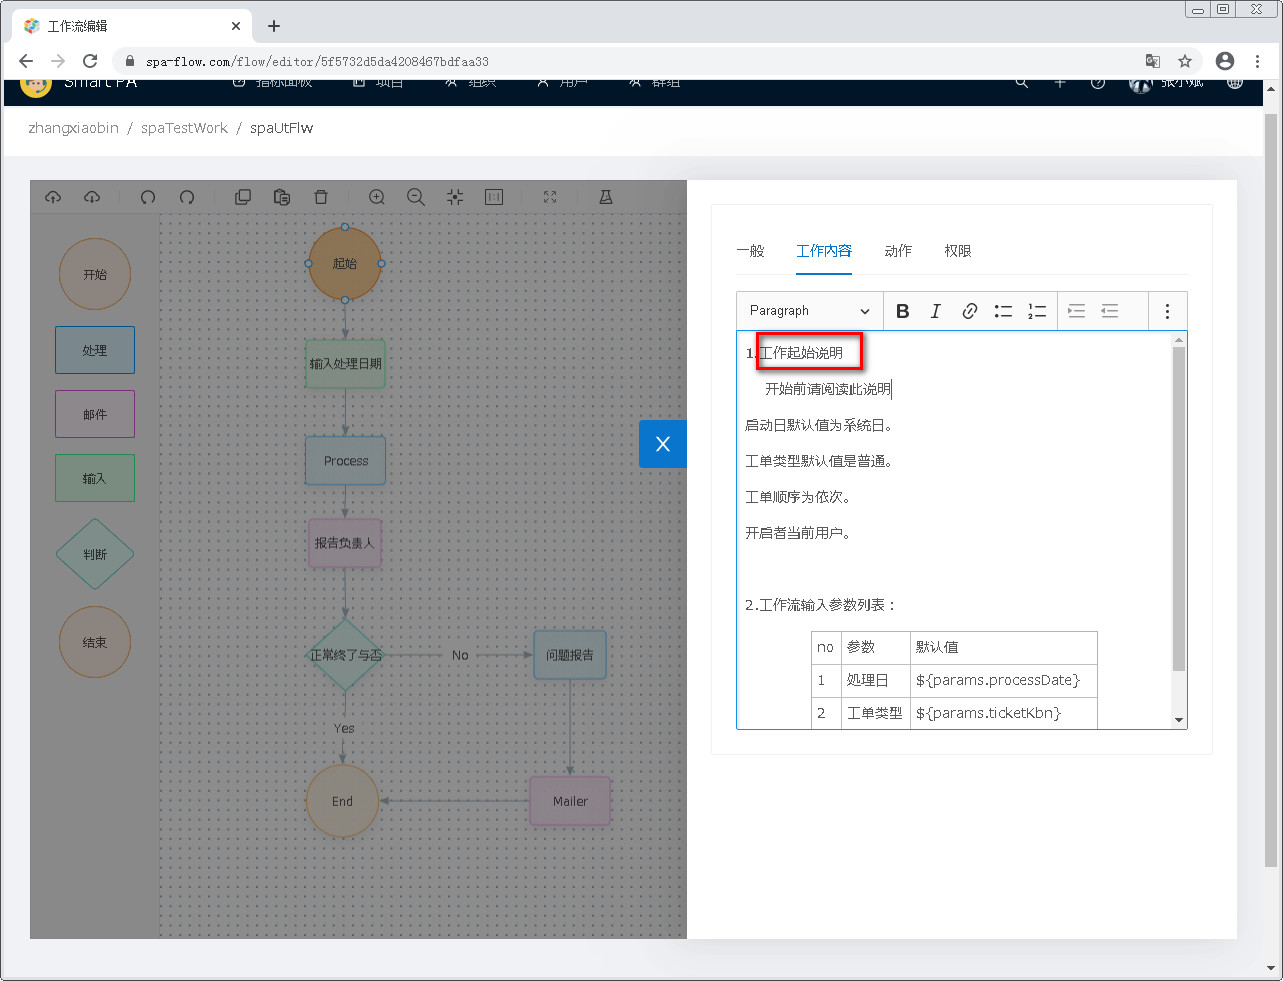 工作流编辑
spa-flow.com/flow/editor/5f5732d5da4208467bdfaa33
Smart PA
指标面板
项目
组织
用户
群组
zhangxiaobin / spaTestWork / spaUtFlw
开始
处理
邮件
输入
判断
结束
起始
输入处理日期
Process
报告负责人
正常终了与否
No
问题报告
Yes
End
Mailer
X
一般 工作内容 动作 权限
Paragraph
B I
1.工作起始说明
开始前请阅读此说明
启动日默认值为系统日。
工单类型默认值是普通。
工单顺序为依次。
开启者当前用户。
2.工作流输入参数列表：
no 参数 默认值
1 处理日 ${params.processDate}
2 工单类型 ${params.ticketKbn}